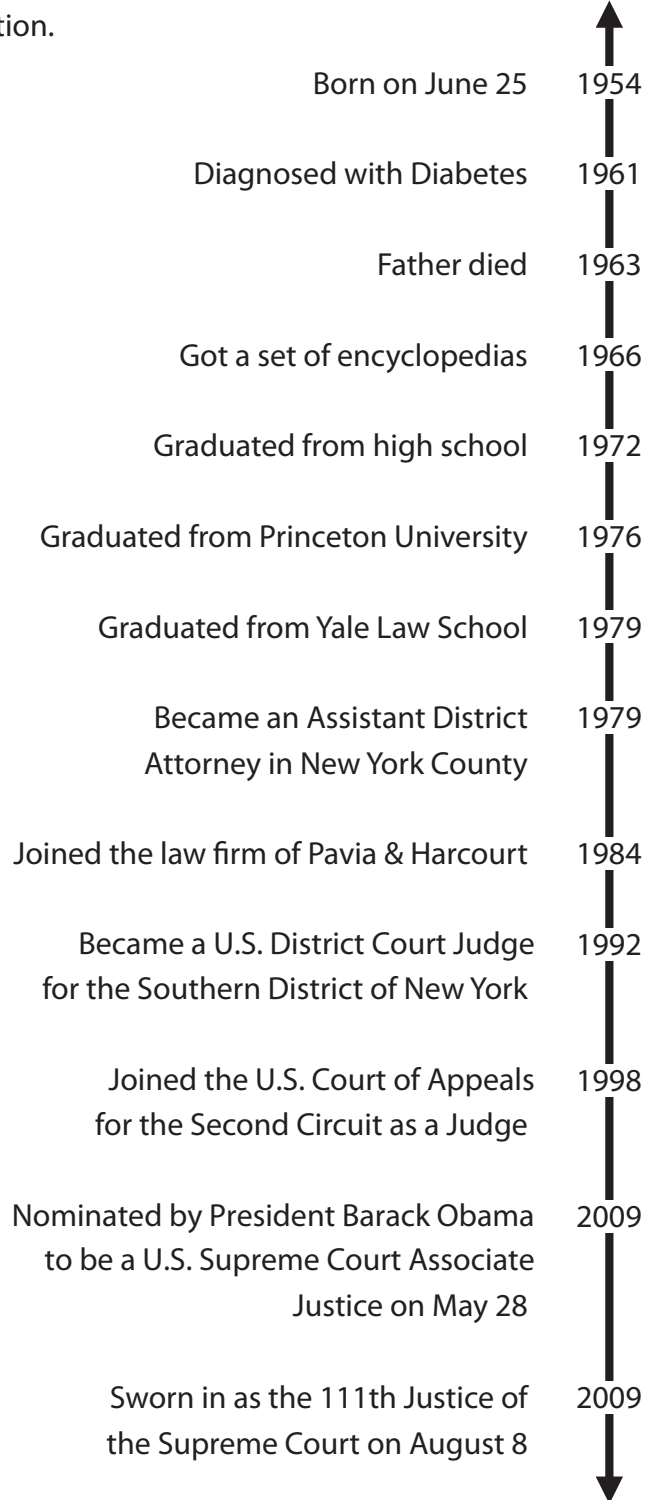 tion.
Born on June 25 1954
Diagnosed with Diabetes 1961
Father died 1963
Got a set of encyclopedias 1966
Graduated from high school 1972
Graduated from Princeton University 1976
Graduated from Yale Law School 1979
Became an Assistant District 1979
Attorney in New York County
Joined the law firm of Pavia & Harcourt 1984
Became a U.S. District Court Judge 1992
for the Southern District of New York
Joined the U.S. Court of Appeals 1998
for the Second Circuit as a Judge
Nominated by President Barack Obama 2009
to be a U.S. Supreme Court Associate
Justice on May 28
Sworn in as the 111th Justice of 2009
the Supreme Court on August 8